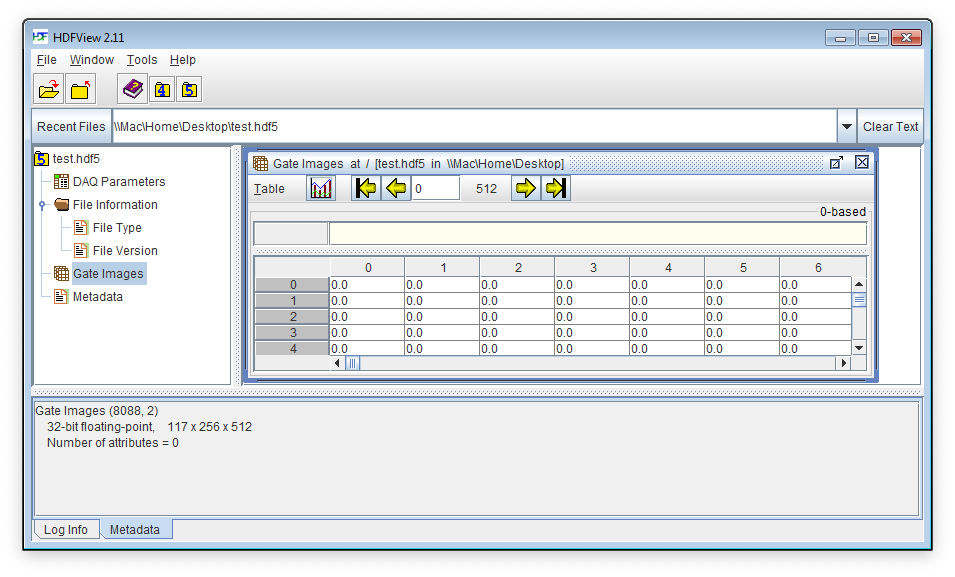 HDFView 2.11
File Window Tools Help
4 5
Recent Files \\Mac\Home\Desktop\test.hdf5 Clear Text
5 test.hdf5
DAQ Parameters
File Information
File Type
File Version
Gate Images
Metadata
Gate Images at / [test.hdf5 in \\Mac\Home\Desktop]
Table 0 512
0-based
0 1 2 3 4 5 6
0 0.0 0.0 0.0 0.0 0.0 0.0 0.0
1 0.0 0.0 0.0 0.0 0.0 0.0 0.0
2 0.0 0.0 0.0 0.0 0.0 0.0 0.0
3 0.0 0.0 0.0 0.0 0.0 0.0 0.0
4 0.0 0.0 0.0 0.0 0.0 0.0 0.0
Gate Images (8088, 2)
32-bit floating-point, 117 x 256 x 512
Number of attributes = 0
Log Info Metadata